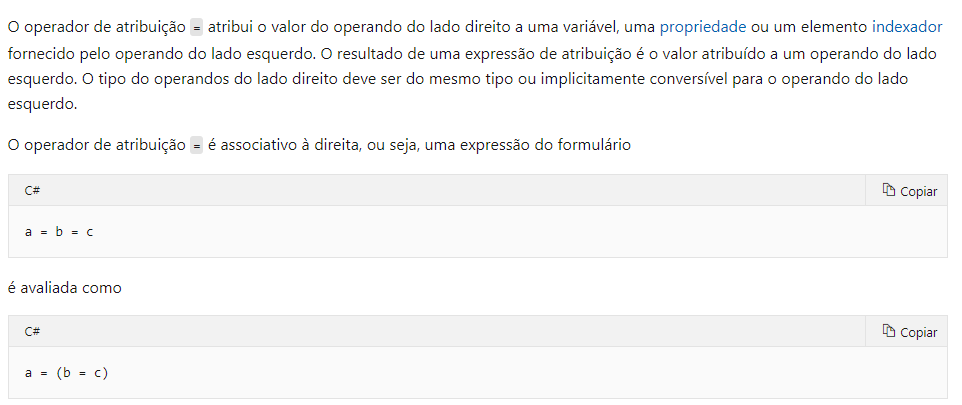 O operador de atribuição = atribui o valor do operando do lado direito a uma variável, uma propriedade ou um elemento indexador
fornecido pelo operando do lado esquerdo. O resultado de uma expressão de atribuição é o valor atribuído a um operando do lado
esquerdo. O tipo do operandos do lado direito deve ser do mesmo tipo ou implicitamente conversível para o operando do lado
esquerdo.
O operador de atribuição = é associativo à direita, ou seja, uma expressão do formulário
C# Copiar
a = b = c
é avaliada como
C# Copiar
a = (b = c)